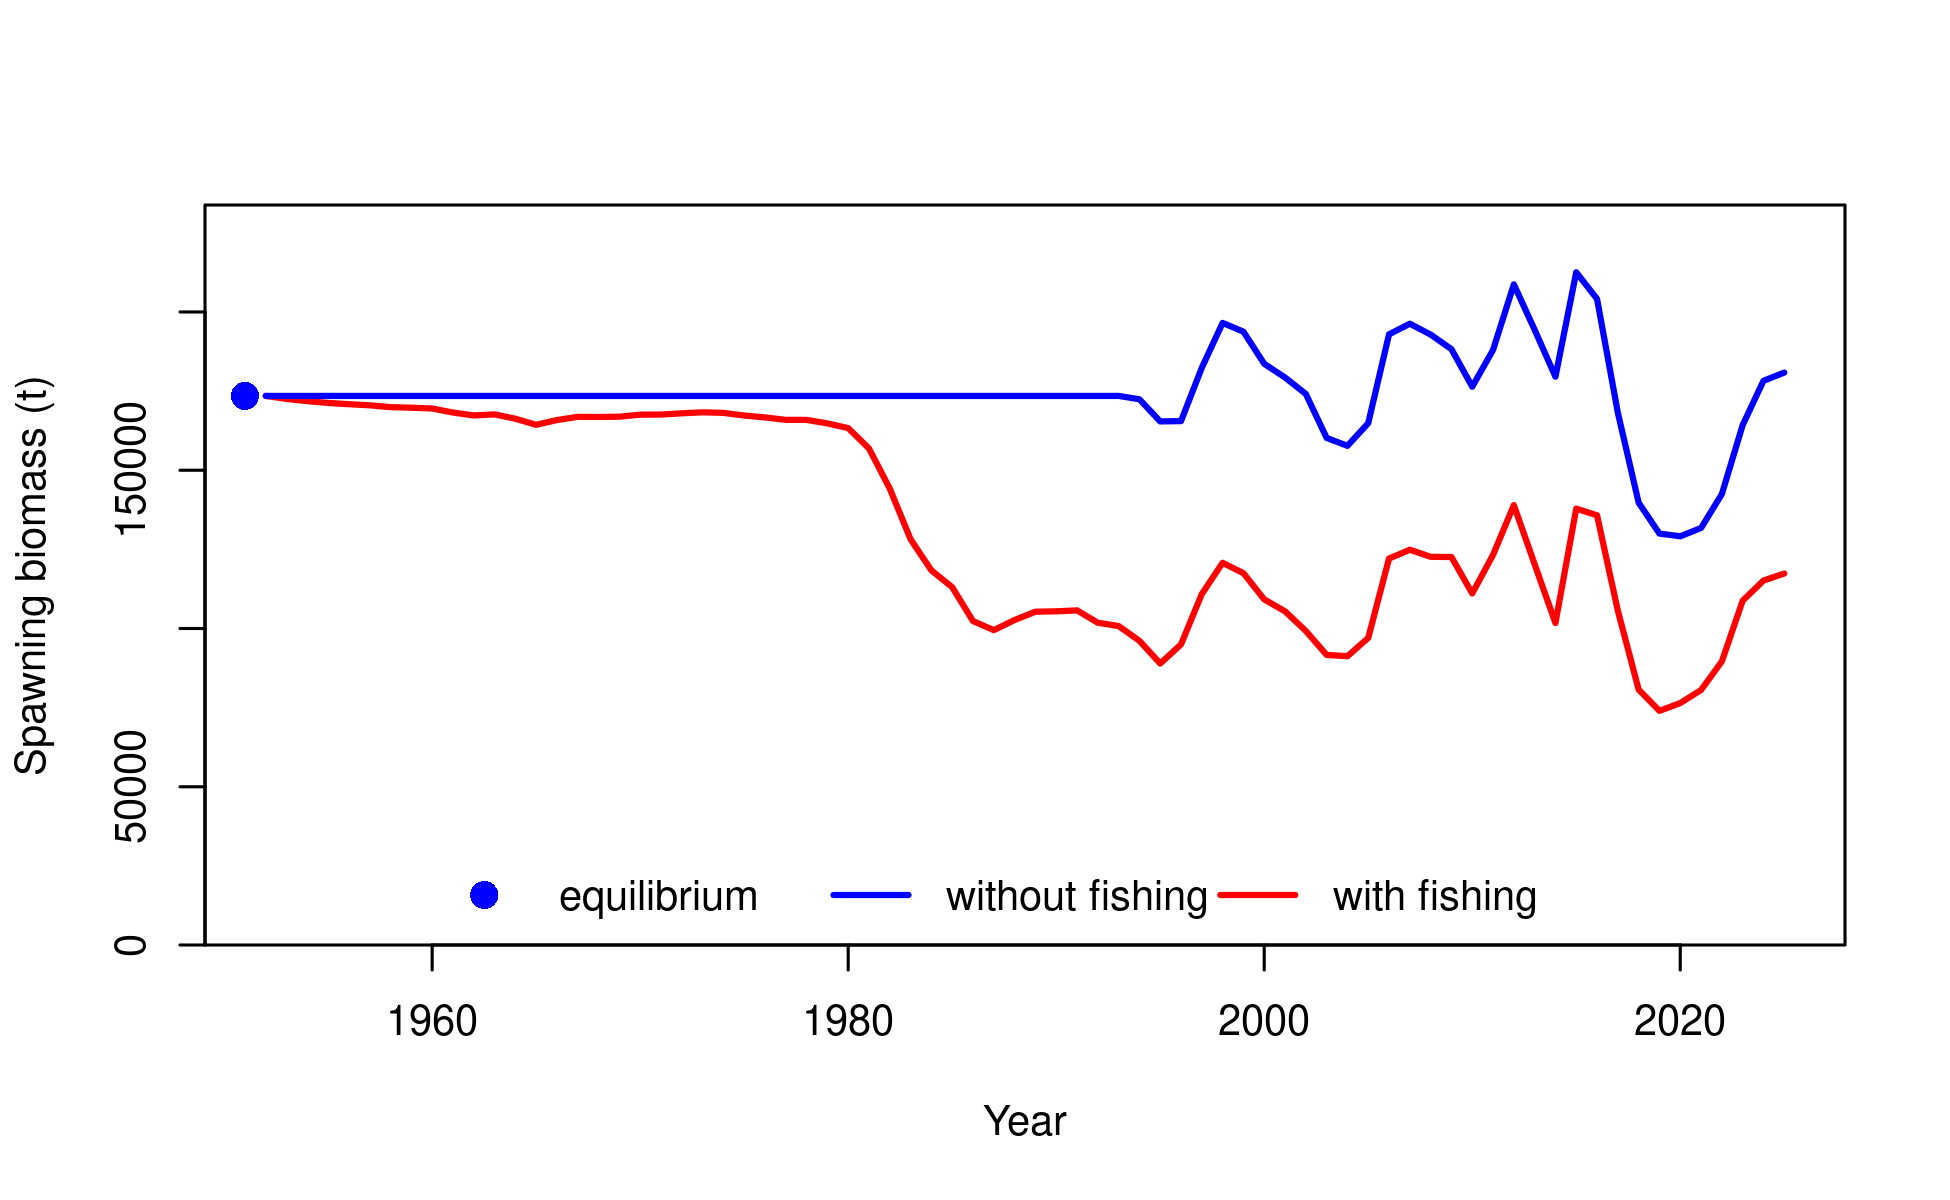 Spawning biomass (t)
150000
50000
0
equilibrium without fishing with fishing
1960 1980 2000 2020
Year